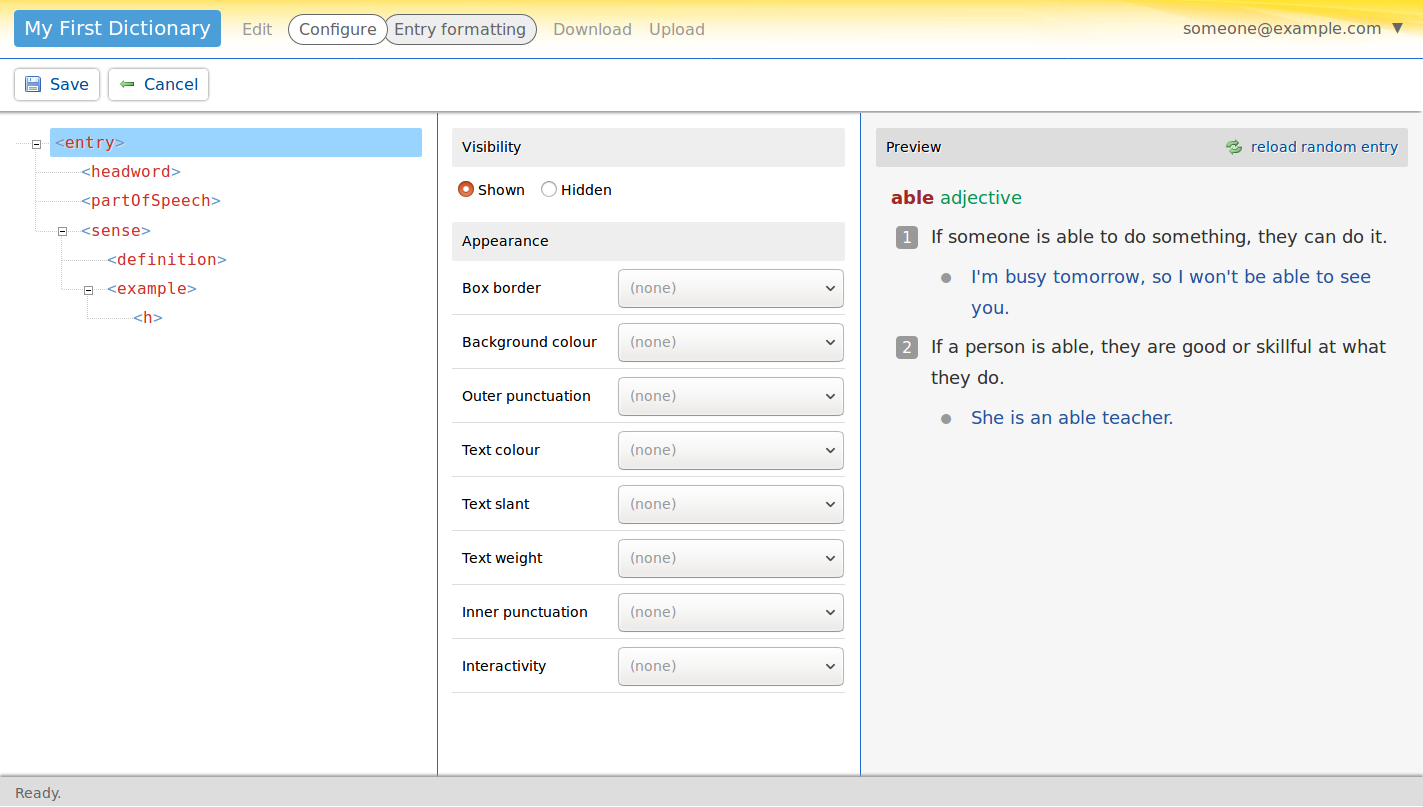 My First Dictionary Edit Configure Entry formatting Download Upload someone@example.com ▼
Save Cancel
<entry>
<headword>
<partOfSpeech>
<sense>
<definition>
<example>
<h>
Visibility
Shown Hidden
Appearance
Box border (none)
Background colour (none)
Outer punctuation (none)
Text colour (none)
Text slant (none)
Text weight (none)
Inner punctuation (none)
Interactivity (none)
Preview reload random entry
able adjective
1 If someone is able to do something, they can do it.
● I'm busy tomorrow, so I won't be able to see
you.
2 If a person is able, they are good or skillful at what
they do.
● She is an able teacher.
Ready.